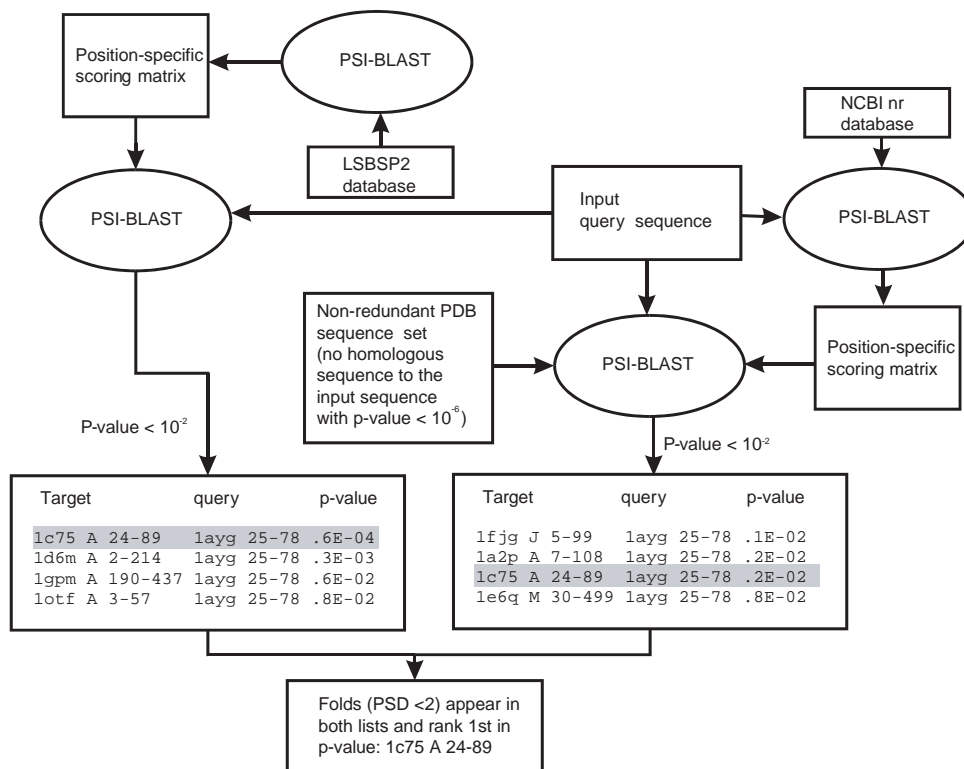 Position-specific
scoring matrix
PSI-BLAST
NCBI nr
database
LSBSP2
database
PSI-BLAST
Input
query sequence
PSI-BLAST
Non-redundant PDB
sequence set
(no homologous
sequence to the
input sequence
with p-value < 10-6)
PSI-BLAST
Position-specific
scoring matrix
P-value < 10-2
P-value < 10-2
Target query p-value
1c75 A 24-89 1ayg 25-78 .6E-04
1d6m A 2-214 1ayg 25-78 .3E-03
1gpm A 190-437 1ayg 25-78 .6E-02
1otf A 3-57 1ayg 25-78 .8E-02
Target query p-value
1fjg J 5-99 1ayg 25-78 .1E-02
1a2p A 7-108 1ayg 25-78 .2E-02
1c75 A 24-89 1ayg 25-78 .2E-02
1e6q M 30-499 1ayg 25-78 .8E-02
Folds (PSD <2) appear in
both lists and rank 1st in
p-value: 1c75 A 24-89